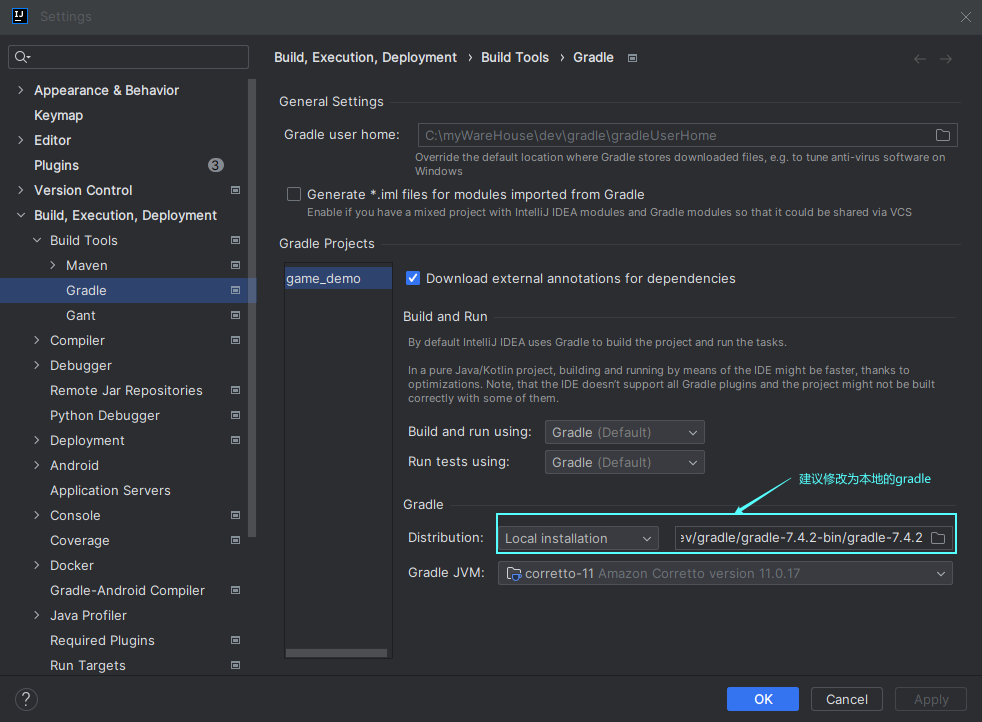 Settings
Appearance & Behavior
Keymap
Editor
Plugins 3
Version Control
Build, Execution, Deployment
Build Tools
Maven
Gradle
Gant
Compiler
Debugger
Remote Jar Repositories
Python Debugger
Deployment
Android
Application Servers
Console
Coverage
Docker
Gradle-Android Compiler
Java Profiler
Required Plugins
Run Targets
Build, Execution, Deployment › Build Tools › Gradle
General Settings
Gradle user home: C:\myWareHouse\dev\gradle\gradleUserHome
Override the default location where Gradle stores downloaded files, e.g. to tune anti-virus software on
Windows
Generate *.iml files for modules imported from Gradle
Enable if you have a mixed project with IntelliJ IDEA modules and Gradle modules so that it could be shared via VCS
Gradle Projects
game_demo
Download external annotations for dependencies
Build and Run
By default IntelliJ IDEA uses Gradle to build the project and run the tasks.
In a pure Java/Kotlin project, building and running by means of the IDE might be faster, thanks to
optimizations. Note, that the IDE doesn't support all Gradle plugins and the project might not be built
correctly with some of them.
Build and run using: Gradle (Default)
Run tests using: Gradle (Default)
建议修改为本地的gradle
Gradle
Distribution: Local installation ev/gradle/gradle-7.4.2-bin/gradle-7.4.2
Gradle JVM: corretto-11 Amazon Corretto version 11.0.17
? OK Cancel Apply